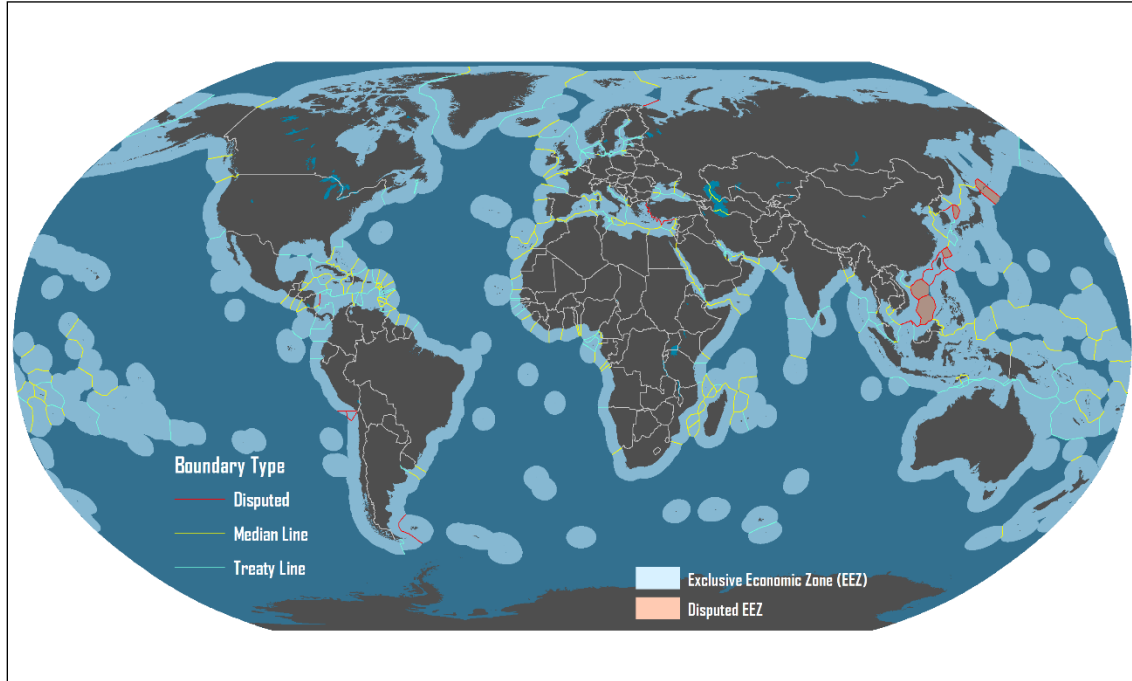 Boundary Type
Disputed
Median Line
Treaty Line
Exclusive Economic Zone (EEZ)
Disputed EEZ